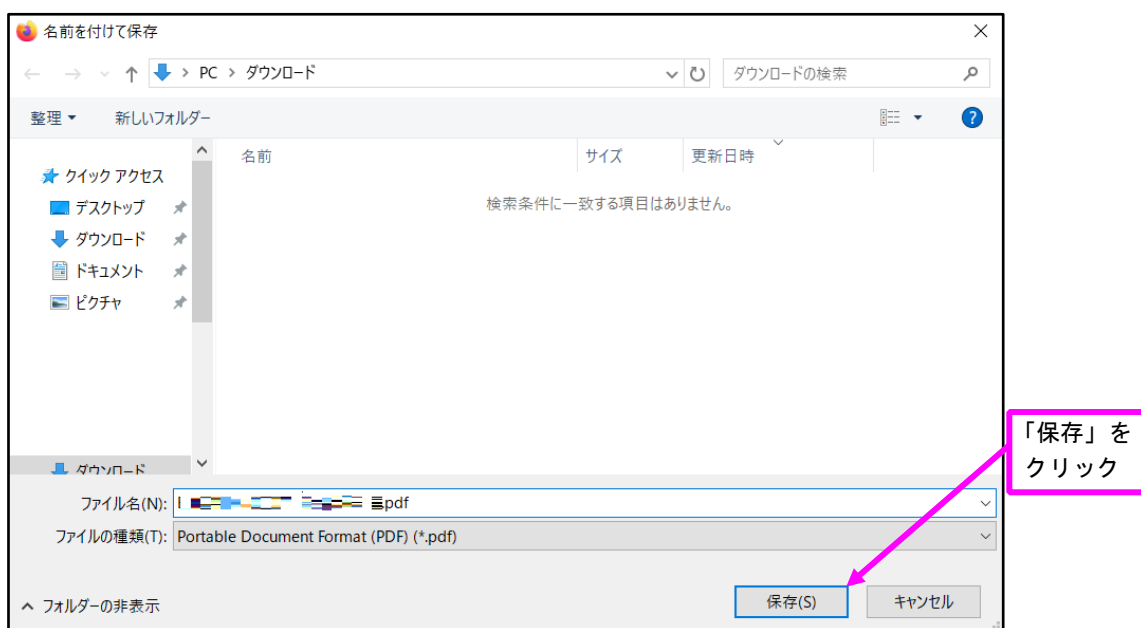 名前を付けて保存
PC > ダウンロード
ダウンロードの検索
整理
新しいフォルダー
名前
サイズ
更新日時
検索条件に一致する項目はありません。
クイック アクセス
デスクトップ
ダウンロード
ドキュメント
ピクチャ
ダウンロード
「保存」を
クリック
ファイル名(N):
pdf
ファイルの種類(T): Portable Document Format (PDF) (*.pdf)
フォルダーの非表示
保存(S)
キャンセル